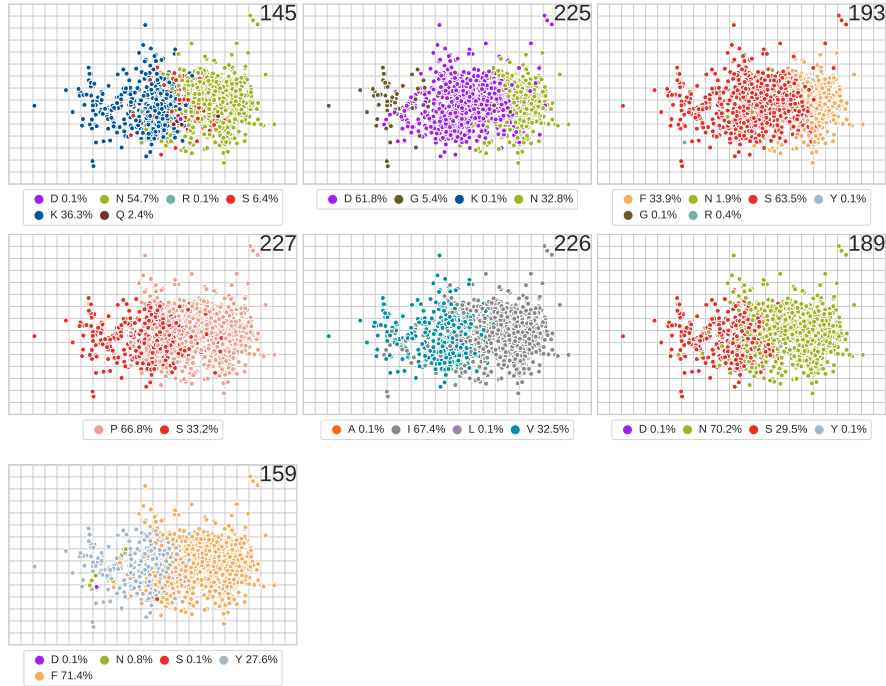 145
D 0.1% N 54.7% R 0.1% S 6.4%
K 36.3% Q 2.4%
225
D 61.8% G 5.4% K 0.1% N 32.8%
193
F 33.9% N 1.9% S 63.5% Y 0.1%
G 0.1% R 0.4%
227
P 66.8% S 33.2%
226
A 0.1% I 67.4% L 0.1% V 32.5%
189
D 0.1% N 70.2% S 29.5% Y 0.1%
159
D 0.1% N 0.8% S 0.1% Y 27.6%
F 71.4%